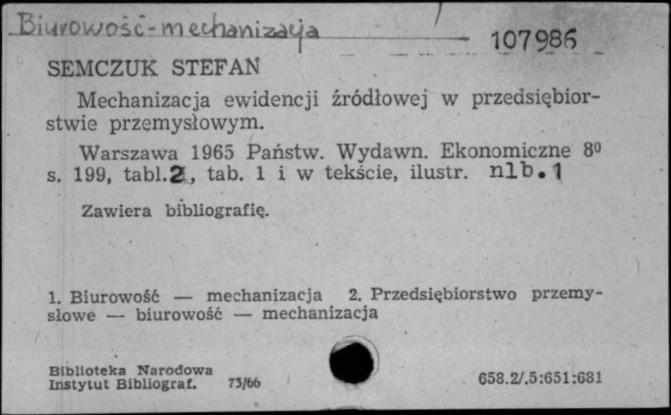 Biurowość-mechanizacja
107986
SEMCZUK STEFAN
Mechanizacja ewidencji źródłowej w przedsiębior-
stwie przemysłowym.
Warszawa 1965 Państw. Wydawn. Ekonomiczne 8⁰
s. 199, tabl.2, tab. 1 i w tekście, ilustr. nlb. 1
Zawiera bibliografię.
1. Biurowość — mechanizacja 2. Przedsiębiorstwo przemy-
słowe — biurowość — mechanizacja
Biblioteka Narodowa
Instytut Bibliograf. 73/66
658.2/.5:651:681